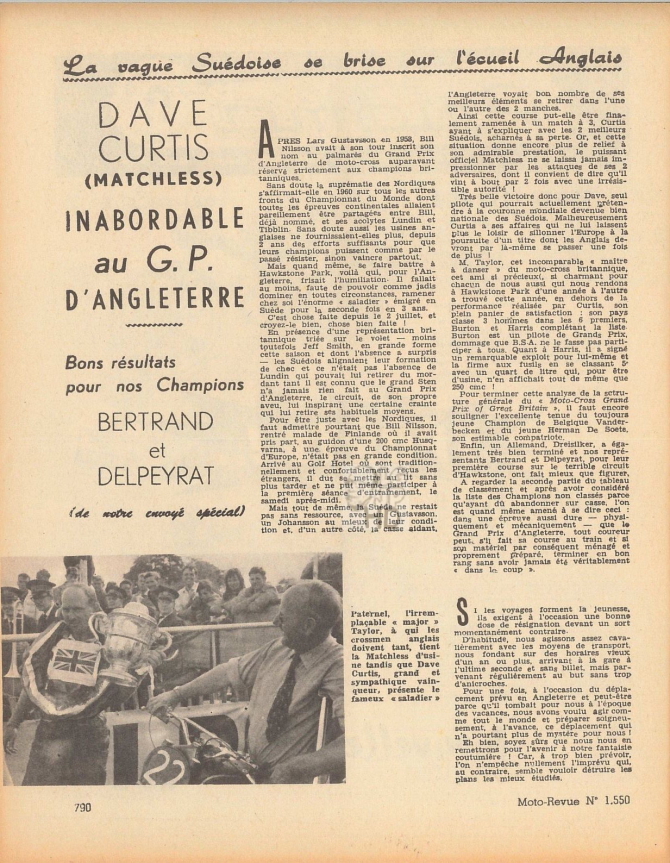 La vague Suédoise se brise sur l'écueil Anglais
DAVE
CURTIS
(MATCHLESS)
INABORDABLE
au G.P.
D'ANGLETERRE
Bons résultats
pour nos Champions
BERTRAND
et
DELPEYRAT
(de notre envoyé spécial)
APRES Lars Gustavsson en 1958, Bill
Nilsson avait à son tour inscrit son
nom au palmarès du Grand Prix
d'Angleterre de moto-cross auparavant
réservé strictement aux champions bri-
tanniques.
Sans doute la suprématie des Nordiques
s'affirmait-elle en 1960 sur tous les autres
fronts du Championnat du Monde dont
toutes les épreuves continentales allaient
pareillement être partagées entre Bill,
déjà nommé, et ses acolytes Lundin et
Tibblin. Sans doute aussi les usines an-
glaises ne fournissaient-elles plus, depuis
2 ans des efforts suffisants pour que
leurs champions puissent comme par le
passé résister, sinon vaincre partout.
Mais quand même, se faire battre à
Hawkstone Park, voilà qui, pour l'An-
gleterre, frisait l'humiliation. Il fallait
au moins, faute de pouvoir comme jadis
dominer en toutes circonstances, ramener
chez soi l'énorme « saladier » émigré en
Suède pour la seconde fois en 3 ans.
C'est chose faite depuis le 2 juillet, et
croyez-le bien, chose bien faite !
En présence d'une représentation bri-
tannique triée sur le volet — moins
toutefois Jeff Smith, en grande forme
cette saison et dont l'absence a surpris
— les Suédois alignaient leur formation
de choc et ce n'était pas l'absence de
Lundin qui pouvait lui retirer du mor-
dant tant il est connu que le grand Sten
n'a jamais rien fait au Grand Prix
d'Angleterre, le circuit, de son propre
aveu, lui inspirant une certaine crainte
qui lui retire ses habituels moyens.
Pour être juste avec les Nordiques, il
faut admettre pourtant que Bill Nilsson,
rentré malade de Finlande où il avait
pris part, au guidon d'une 200 cmc Husq-
varna, à une épreuve du Championnat
d'Europe, n'était pas en grande condition.
Arrivé au Golf Hotel où sont tradition-
nellement et confortablement reçus les
étrangers, il dut se lit sans
plus tarder et ne put même participer à
la première séance le
samedi après-midi.
Mais tout de même, la Suède ne restait
pas sans ressource, avec un Gustavsson,
un Johansson au mieux de leur condi-
tion et, d'un autre côté, la casse aidant,
l'Angleterre voyait bon nombre de ses
meilleurs éléments se retirer dans l'une
ou l'autre des 2 manches.
Ainsi cette course put-elle être fina-
lement ramenée à un match à 3, Curtis
ayant à s'expliquer avec les 2 meilleurs
Suédois, acharnés à sa perte. Or, et cette
situation donne encore plus de relief à
son admirable prestation, le puissant
officiel Matchless ne se laissa jamais im-
pressionner par les attaques de ses 2
adversaires, dont il convient de dire qu'il
vint à bout par 2 fois avec une irrésis-
tible autorité !
Très belle victoire donc pour Dave, seul
pilote qui pourrait actuellement préten-
dre à la couronne mondiale devenue bien
nationale des Suédois. Malheureusement
Curtis a ses affaires qui ne lui laissent
plus le loisir de sillonner l'Europe à la
poursuite d'un titre dont les Anglais de-
vront par là-même se passer une fois
de plus !
M. Taylor, cet incomparable « maître
à danser » du moto-cross britannique,
cet ami si précieux, si charmant pour
chacun de nous aussi qui nous rendons
à Hawkstone Park d'une année à l'autre
a trouvé cette année, en dehors de la
performance réalisée par Curtis, son
plein panier de satisfaction : son pays
classe 3 hommes dans les 6 premiers,
Burton et Harris complétant la liste.
Burton est un pilote de Grands Prix,
dommage que B.S.A. ne le fasse pas parti-
ciper à tous. Quant à Harris, il a signé
un remarquable exploit pour lui-même et
la firme aux fusils en se classant 5e
avec un quart de litre qui, pour être
d'usine, n'en affichait tout de même que
250 cmc !
Pour terminer cette analyse de la struc-
ture générale du « Moto-Cross Grand
Prix of Great Britain », il faut encore
souligner l'excellente tenue du toujours
jeune Champion de Belgique Vander-
becken et du jeune Herman De Soete,
son estimable compatriote.
Enfin, un Allemand, Dreisilker, a éga-
lement très bien terminé et nos repré-
sentants Bertrand et Delpeyrat, pour leur
première course sur le terrible circuit
d'Hawkstone, ont fait mieux que figurer.
A regarder la seconde partie du tableau
de classement et après avoir considéré
la liste des Champion non classés parce
qu'ayant dû abandonner sur casse, l'on
est quand même amené à se dire ceci :
dans une épreuve aussi dure — physi-
quement et mécaniquement — que le
Grand Prix d'Angleterre, tout coureur
peut, s'il fait sa course au train et si
son matériel par conséquent ménagé et
proprement préparé, terminer en bon
rang sans avoir jamais été véritablement
« dans le coup ».
Paternel, l'irrem-
plaçable « major »
Taylor, à qui les
crossmen anglais
doivent tant, tient
la Matchless d'usi-
ne tandis que Dave
Curtis, grand et
sympathique vain-
queur, présente le
fameux « saladier »
22
SI les voyages forment la jeunesse,
ils exigent à l'occasion une bonne
dose de résignation devant un sort
momentanément contraire.
D'habitude, nous agissons assez cava-
lièrement avec les moyens de transport,
nous fondant sur des horaires vieux
d'un an ou plus, arrivant à la gare à
l'ultime seconde et sans billet, mais par-
venant régulièrement au but sans trop
d'anicroches.
Pour une fois, à l'occasion du dépla-
cement prévu en Angleterre et peut-être
parce qu'il tombait pour nous à l'époque
des vacances, nous avons voulu agir com-
me tout le monde et préparer soigneu-
sement, à l'avance, ce déplacement qui
n'a pourtant plus de mystère pour nous !
Eh bien, soyez sûrs que nous nous en
remettrons pour l'avenir à notre fantaisie
coutumière ! Car, à trop bien prévoir,
l'on n'empêche nullement l'imprévu qui,
au contraire, semble vouloir détruire les
plans les mieux étudiés.
790
Moto-Revue N° 1.550